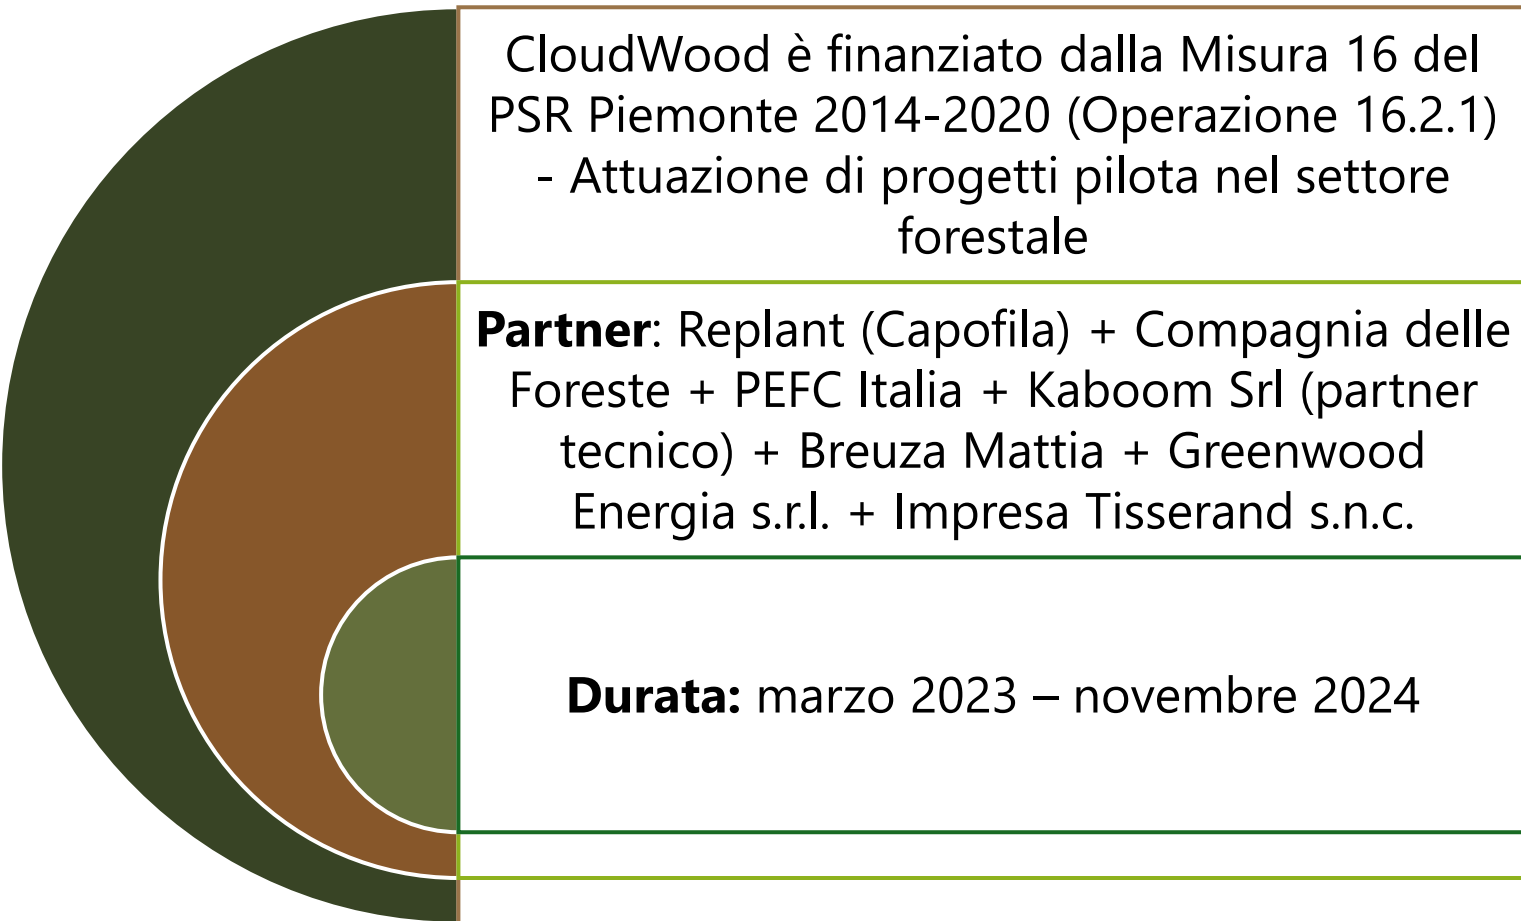 CloudWood è finanziato dalla Misura 16 del
PSR Piemonte 2014-2020 (Operazione 16.2.1)
- Attuazione di progetti pilota nel settore
forestale
Partner: Replant (Capofila) + Compagnia delle
Foreste + PEFC Italia + Kaboom Srl (partner
tecnico) + Breuza Mattia + Greenwood
Energia s.r.l. + Impresa Tisserand s.n.c.
Durata: marzo 2023 – novembre 2024